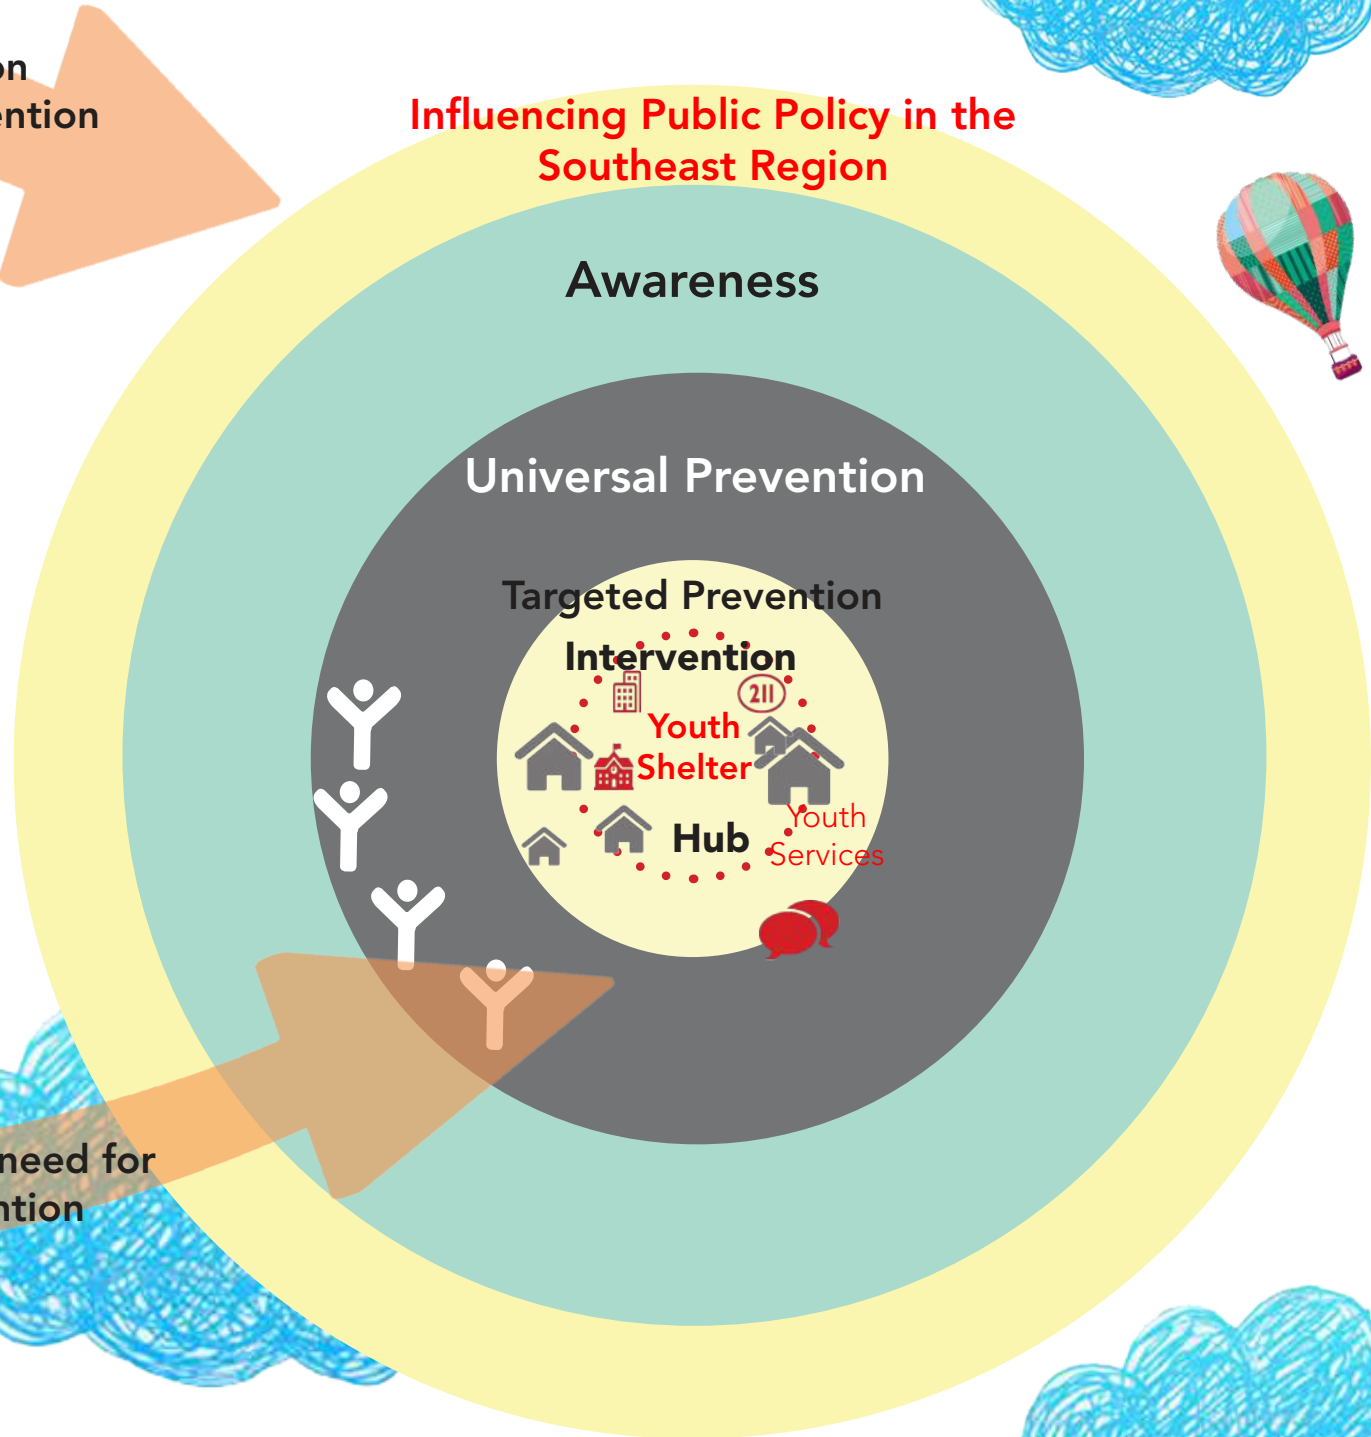 on
ention
Influencing Public Policy in the
Southeast Region
Awareness
Universal Prevention
Targeted Prevention
Intervention
211
Youth
Shelter
Youth
Hub
Services
need for
ntion